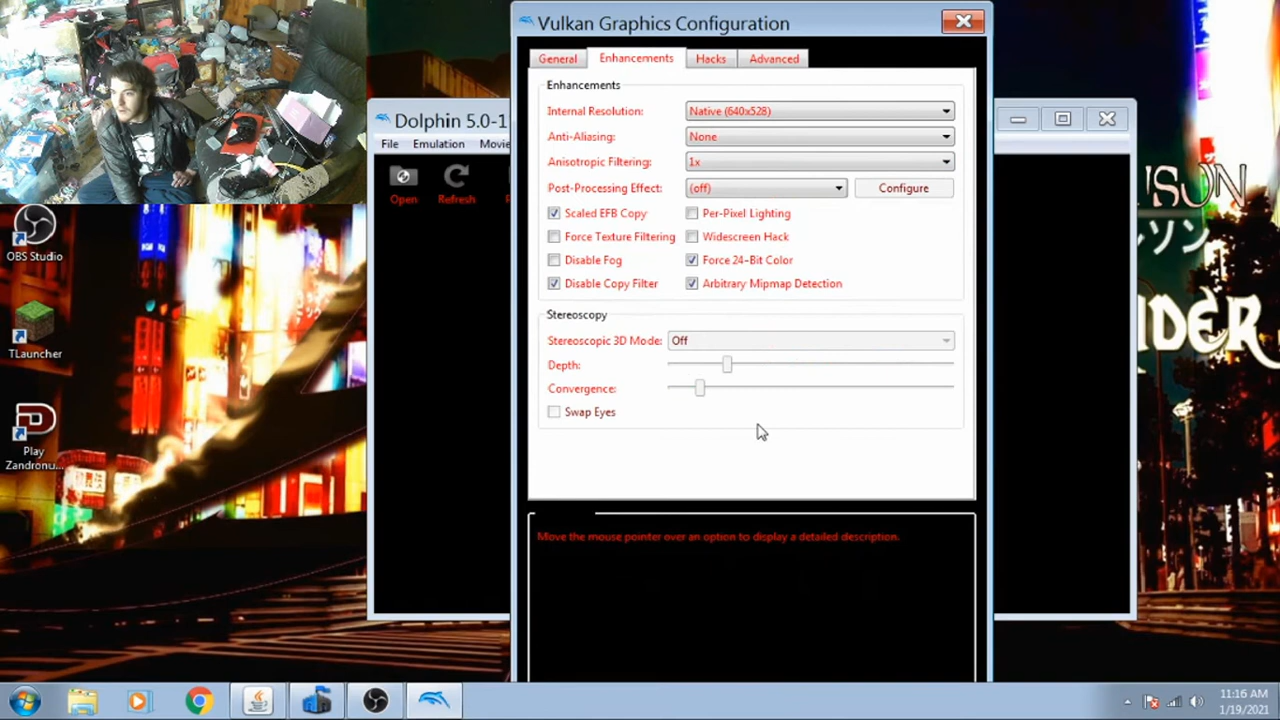 Vulkan Graphics Configuration
General Enhancements Hacks Advanced
Enhancements
Internal Resolution: Native (640x528)
Anti-Aliasing: None
Anisotropic Filtering: 1x
Post-Processing Effect: (off) Configure
Scaled EFB Copy Per-Pixel Lighting
Force Texture Filtering Widescreen Hack
Disable Fog Force 24-Bit Color
Disable Copy Filter Arbitrary Mipmap Detection
Stereoscopy
Stereoscopic 3D Mode: Off
Depth:
Convergence:
Swap Eyes
Move the mouse pointer over an option to display a detailed description.
Dolphin 5.0-1
File Emulation Movie
Open Refresh
OBS Studio
TLauncher
Play
Zandronu...
ソン
11:16 AM
1/19/2021